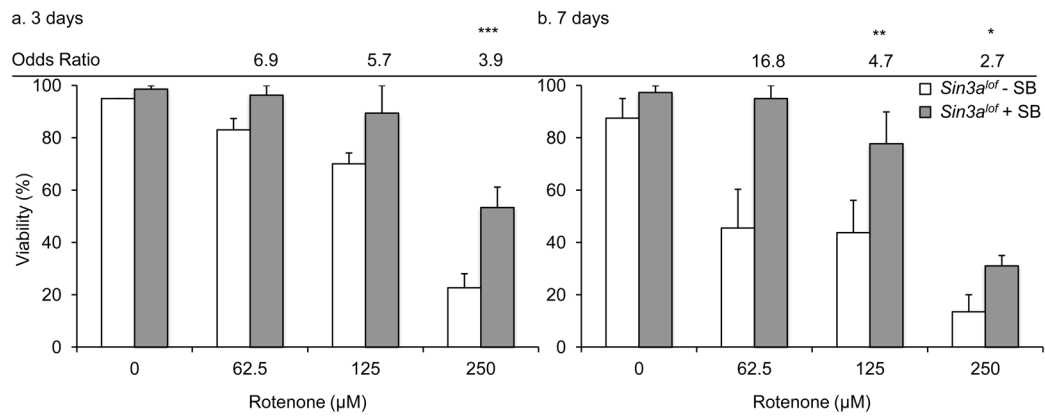 a. 3 days
***
Odds Ratio 6.9 5.7 3.9
100
80
60
40
20
0
Viability (%)
0 62.5 125 250
Rotenone (µM)
b. 7 days
** *
16.8 4.7 2.7
Sin3a^lof - SB
Sin3a^lof + SB
100
80
60
40
20
0
0 62.5 125 250
Rotenone (µM)